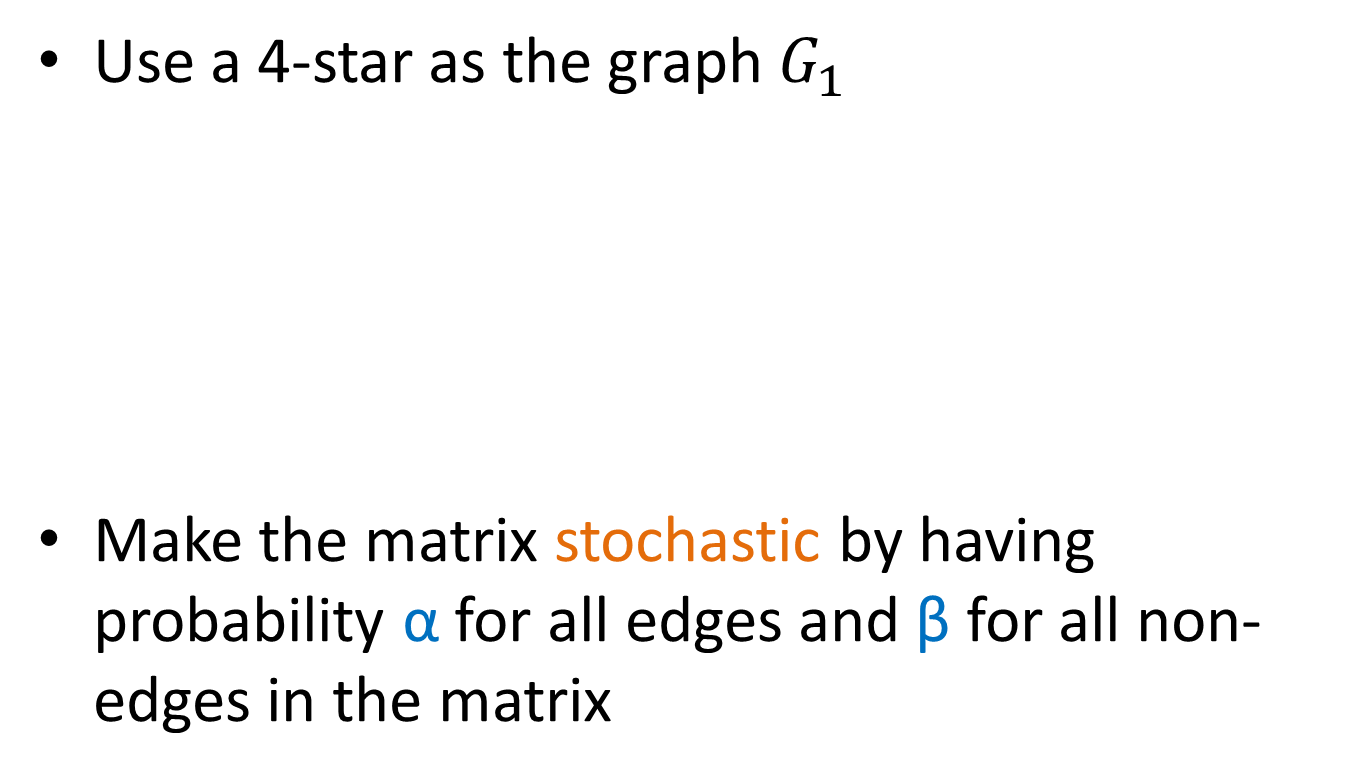 • Use a 4-star as the graph 𝐺₁
• Make the matrix stochastic by having
probability α for all edges and β for all non-
edges in the matrix